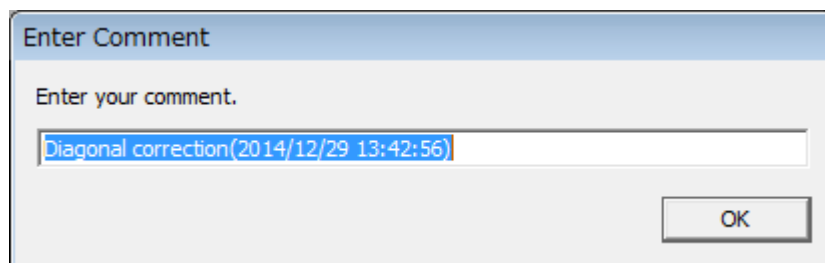 Enter Comment
Enter your comment.
Diagonal correction(2014/12/29 13:42:56)
OK